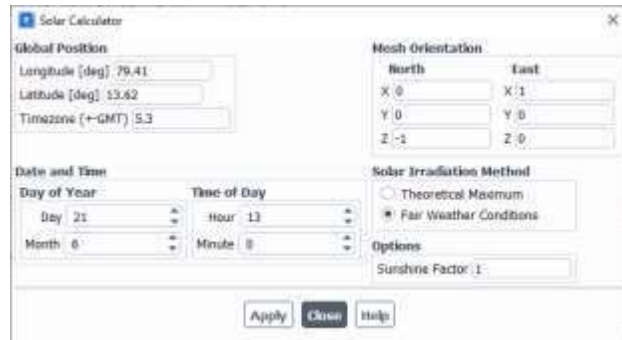 Solar Calculator
Global Position
Longitude [deg] 79.41
Latitude [deg] 13.62
Timezone (+-GMT) 5.3
Mesh Orientation
North East
X 0 X 1
Y 0 Y 0
Z -1 Z 0
Date and Time
Day of Year Time of Day
Day 21 Hour 13
Month 6 Minute 0
Solar Irradiation Method
Theoretical Maximum
Fair Weather Conditions
Options
Sunshine Factor 1
Apply Close Help